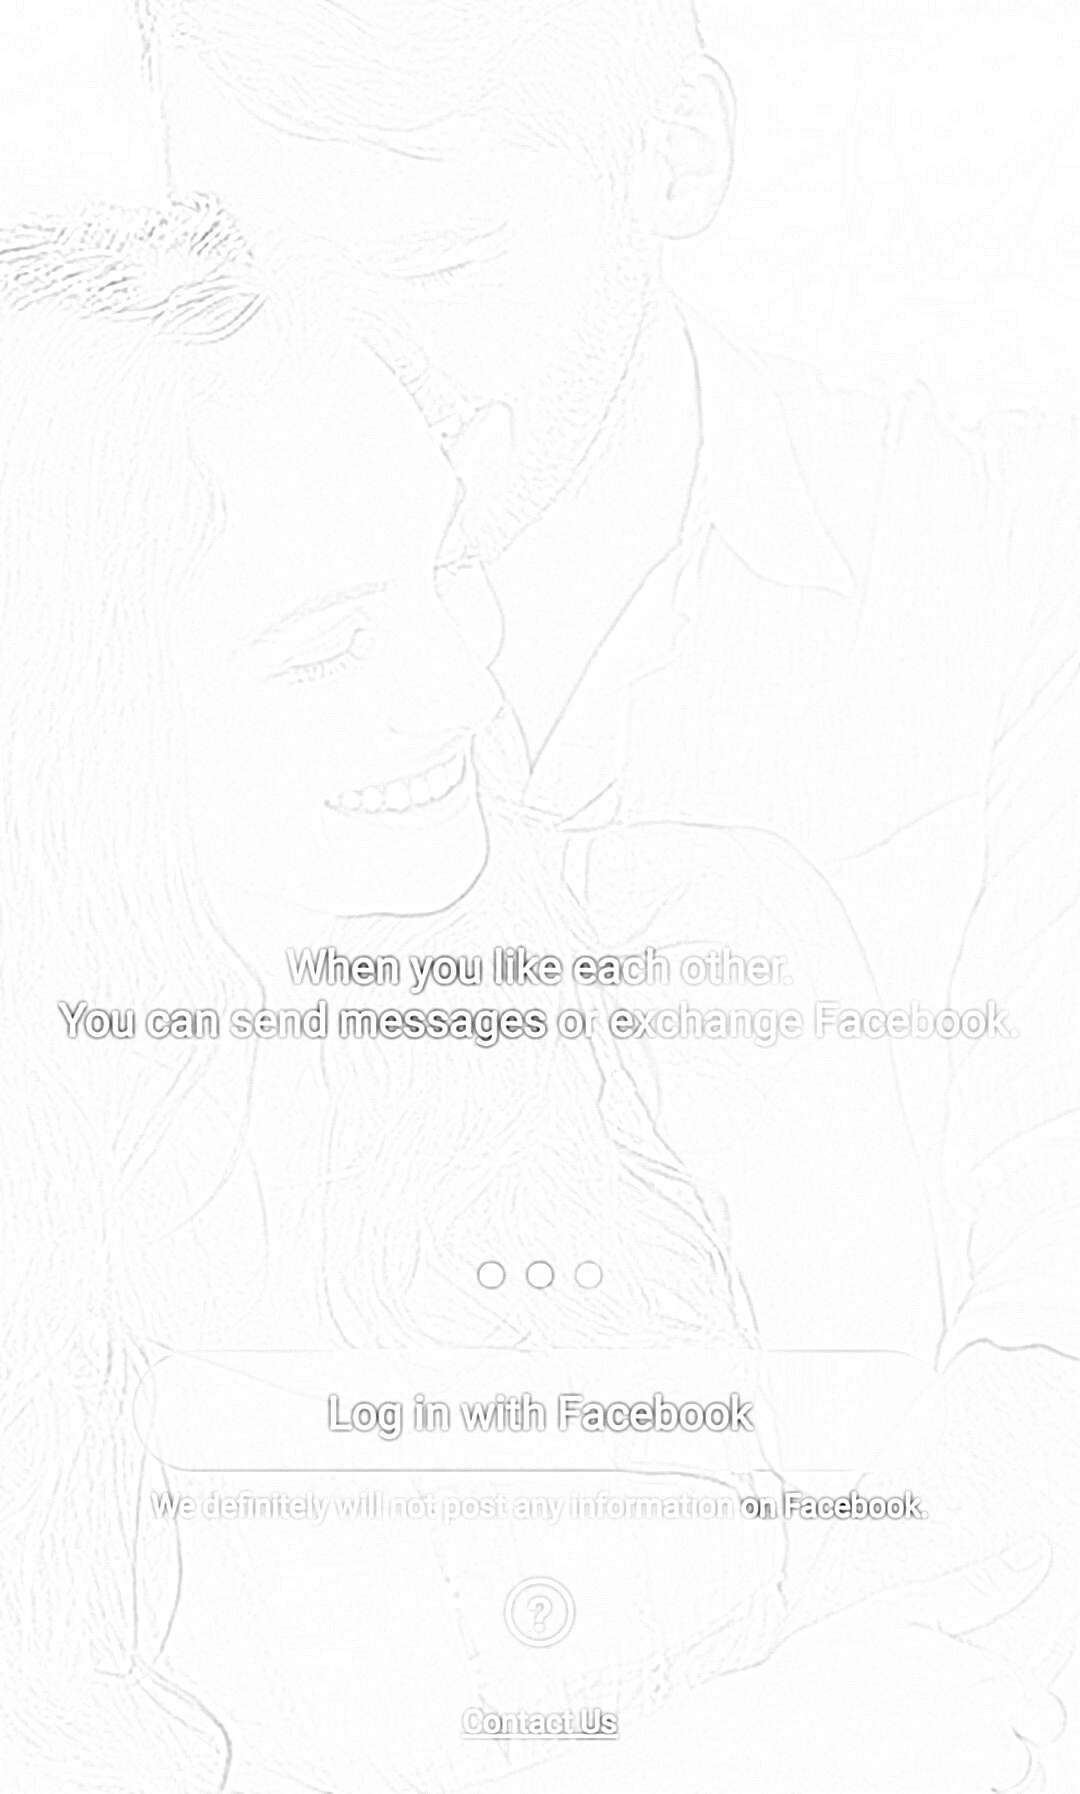 When you like each other.
You can send messages or exchange Facebook.
Log in with Facebook
We definitely will not post any information on Facebook.
?
Contact Us